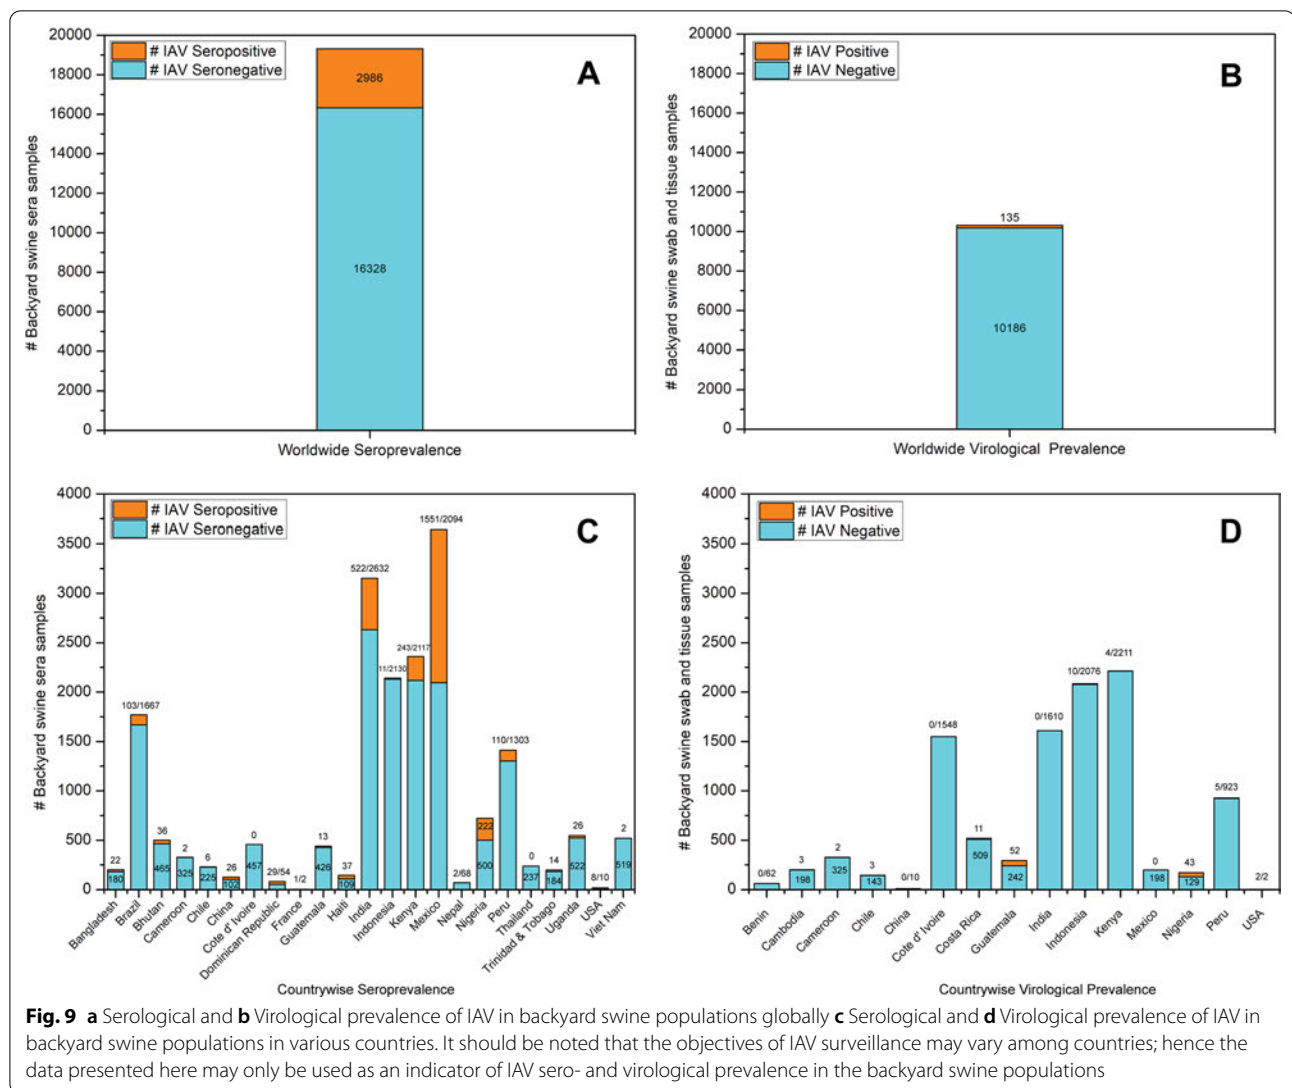 20000
18000
16000
14000
12000
10000
8000
6000
4000
2000
0
# Backyard swine sera samples
# IAV Seropositive
# IAV Seronegative
A
2986
16328
Worldwide Seroprevalence
20000
18000
16000
14000
12000
10000
8000
6000
4000
2000
0
# Backyard swine swab and tissue samples
# IAV Positive
# IAV Negative
B
135
10186
Worldwide Virological Prevalence
4000
3500
3000
2500
2000
1500
1000
500
0
# Backyard swine sera samples
# IAV Seropositive
# IAV Seronegative
C
22
180
103/1667
36
465
2
325
6
225
26
102
0
457
29/54
1/2
13
426
37
109
522/2632
11/2130
243/2117
1551/2094
2/68
222
500
110/1303
0
237
14
184
26
522
8/10
2
519
Bangladesh
Brazil
Bhutan
Cameroon
Chile
China
Cote d' Ivoire
Dominican Republic
France
Guatemala
Haiti
India
Indonesia
Kenya
Mexico
Nepal
Nigeria
Peru
Thailand
Trinidad & Tobago
Uganda
USA
Viet Nam
Countrywise Seroprevalence
4000
3500
3000
2500
2000
1500
1000
500
0
# Backyard swine swab and tissue samples
# IAV Positive
# IAV Negative
D
0/62
3
198
2
325
3
143
0/10
0/1548
11
509
52
242
0/1610
10/2076
4/2211
0
198
43
129
5/923
2/2
Benin
Cambodia
Cameroon
Chile
China
Cote d' Ivoire
Costa Rica
Guatemala
India
Indonesia
Kenya
Mexico
Nigeria
Peru
USA
Countrywise Virological Prevalence
Fig. 9 a Serological and b Virological prevalence of IAV in backyard swine populations globally c Serological and d Virological prevalence of IAV in
backyard swine populations in various countries. It should be noted that the objectives of IAV surveillance may vary among countries; hence the
data presented here may only be used as an indicator of IAV sero- and virological prevalence in the backyard swine populations